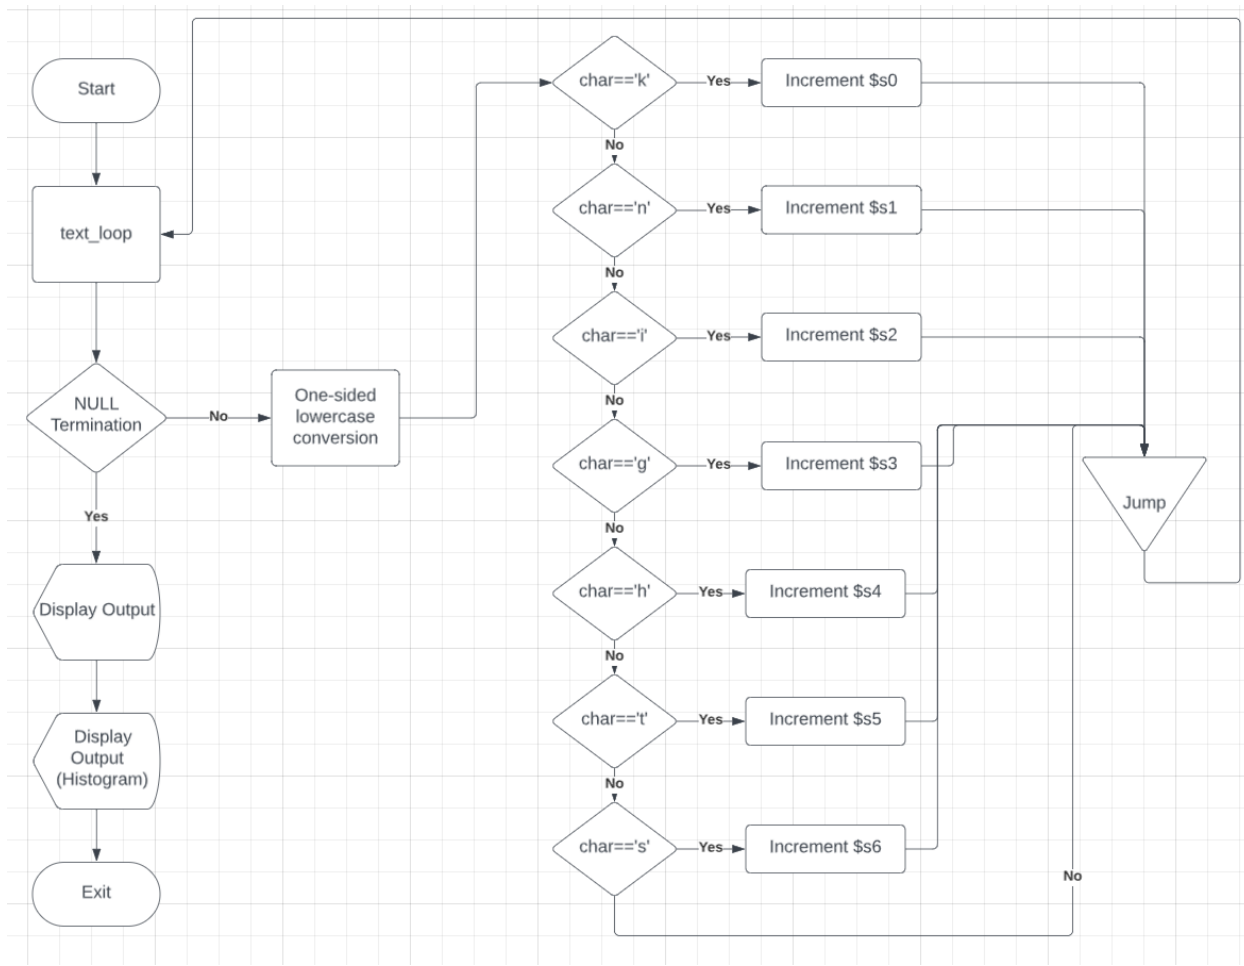 Start
text_loop
NULL
Termination
No
One-sided
lowercase
conversion
Yes
Display Output
Display
Output
(Histogram)
Exit
char=='k'
Yes
Increment $s0
No
char=='n'
Yes
Increment $s1
No
char=='i'
Yes
Increment $s2
No
char=='g'
Yes
Increment $s3
No
char=='h'
Yes
Increment $s4
No
char=='t'
Yes
Increment $s5
No
char=='s'
Yes
Increment $s6
No
Jump